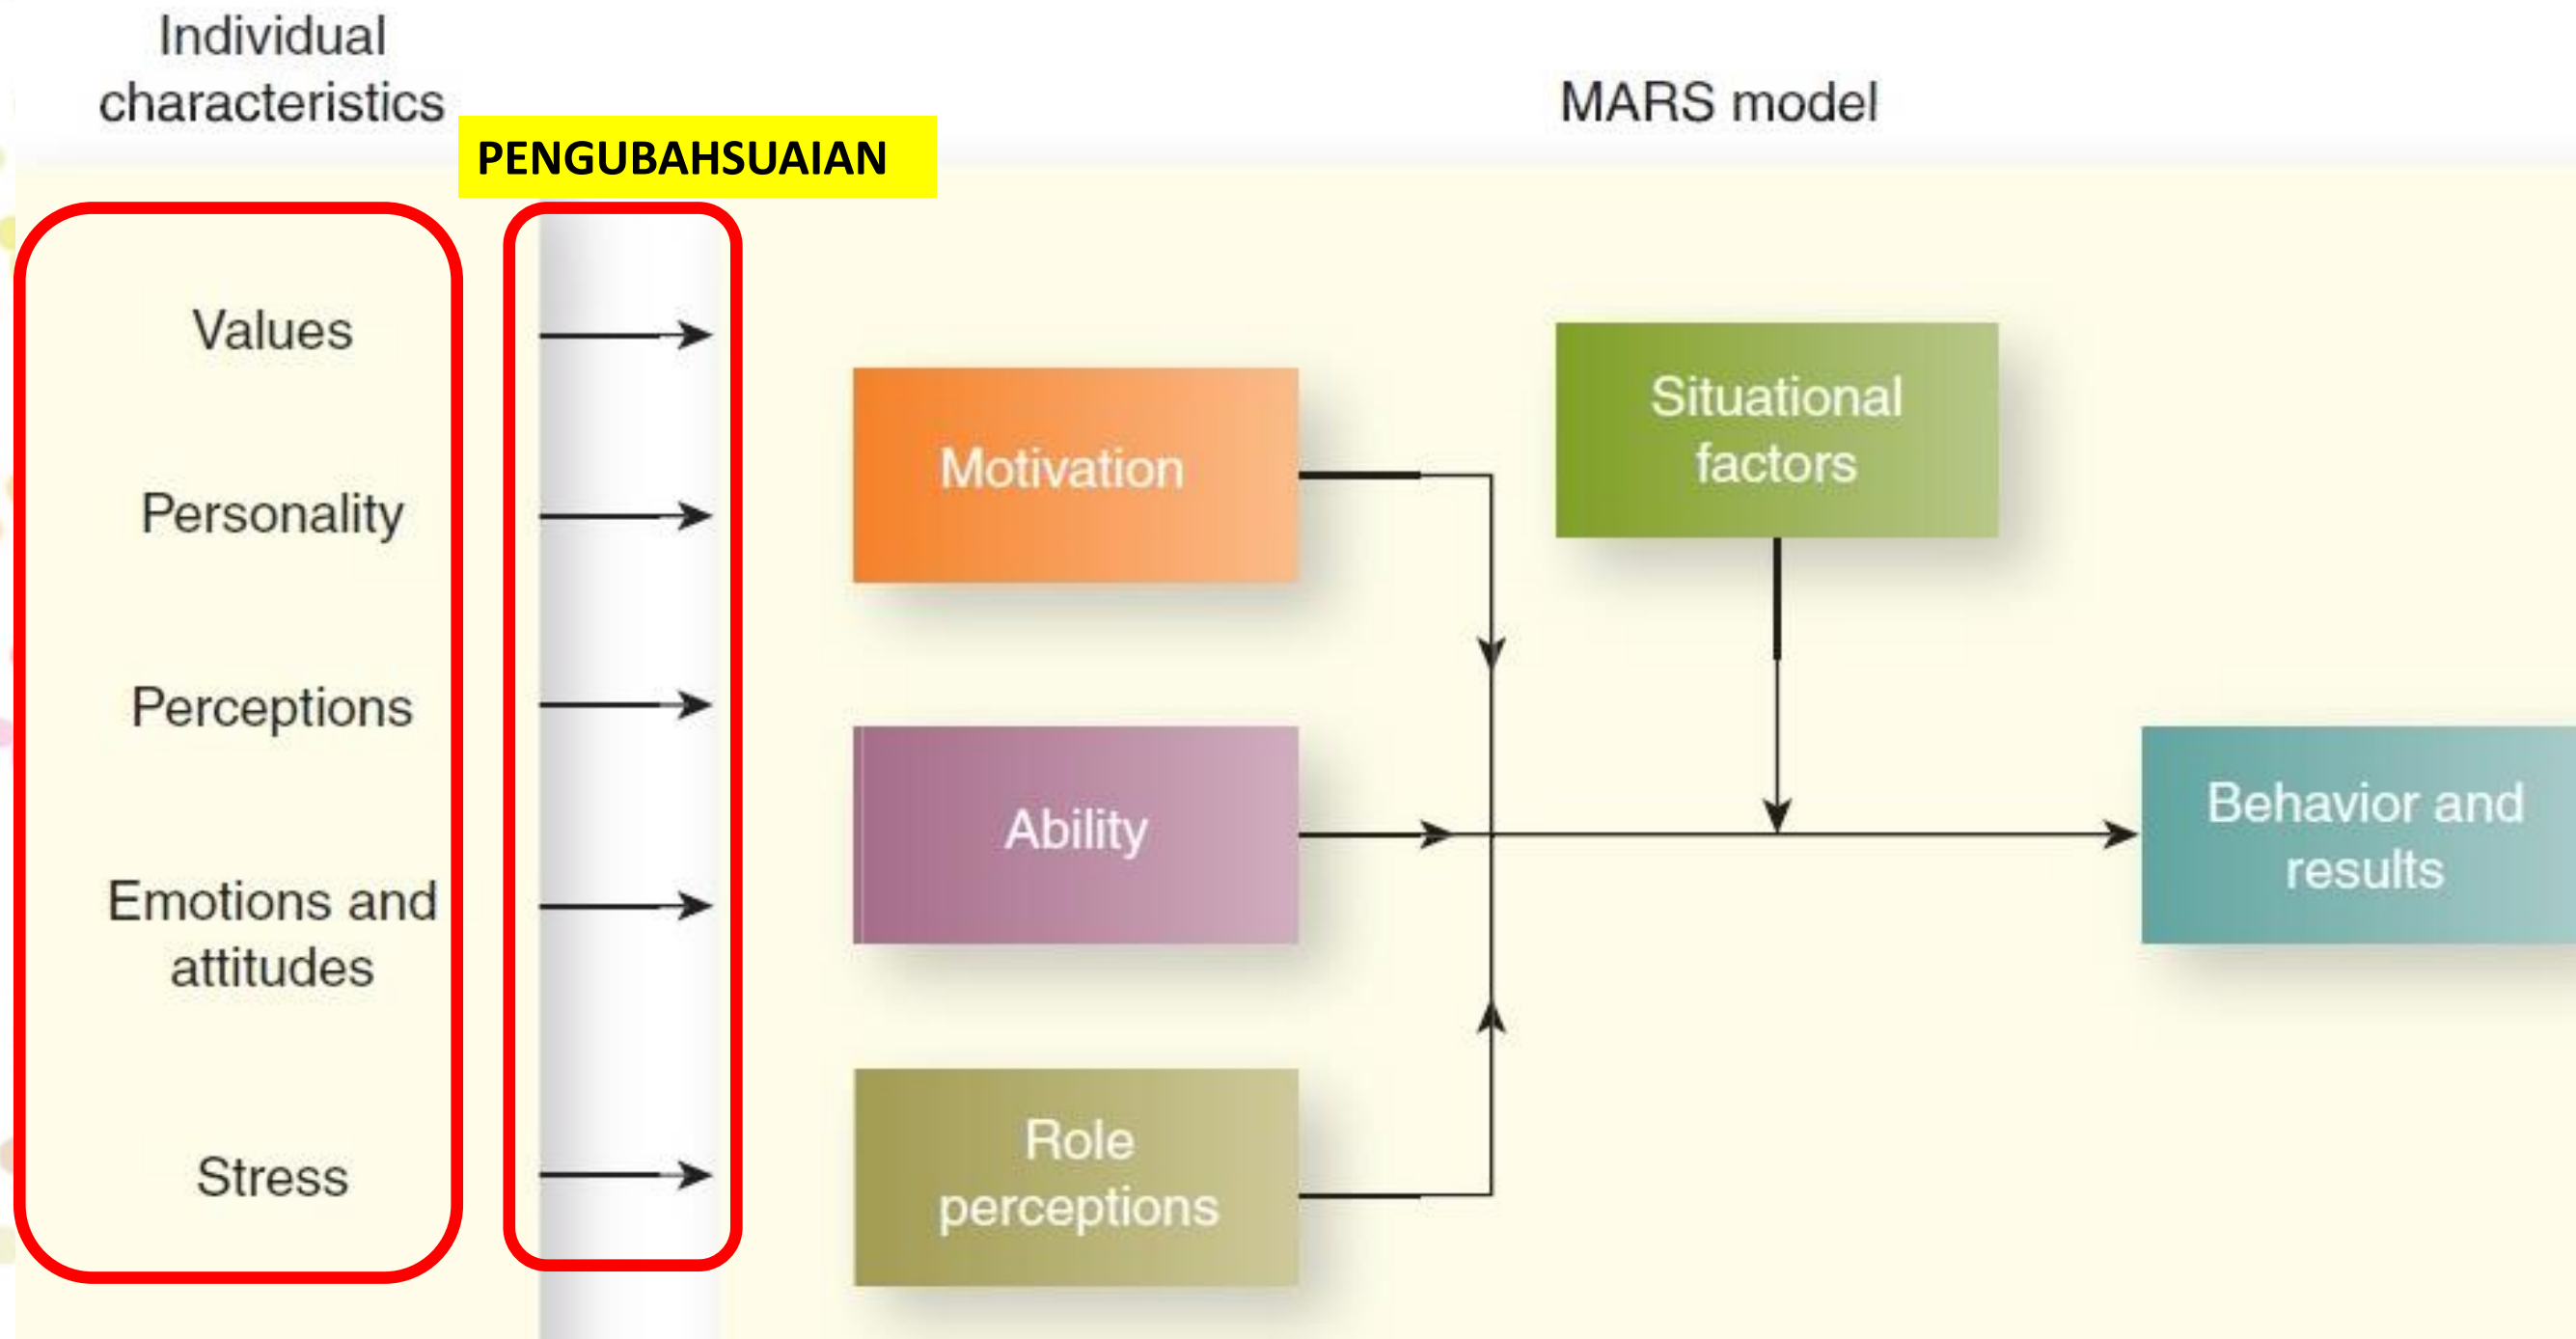 Individual
characteristics
MARS model
PENGUBAHSUAIAN
Values
Personality
Perceptions
Emotions and
attitudes
Stress
Motivation
Situational
factors
Ability
Behavior and
results
Role
perceptions